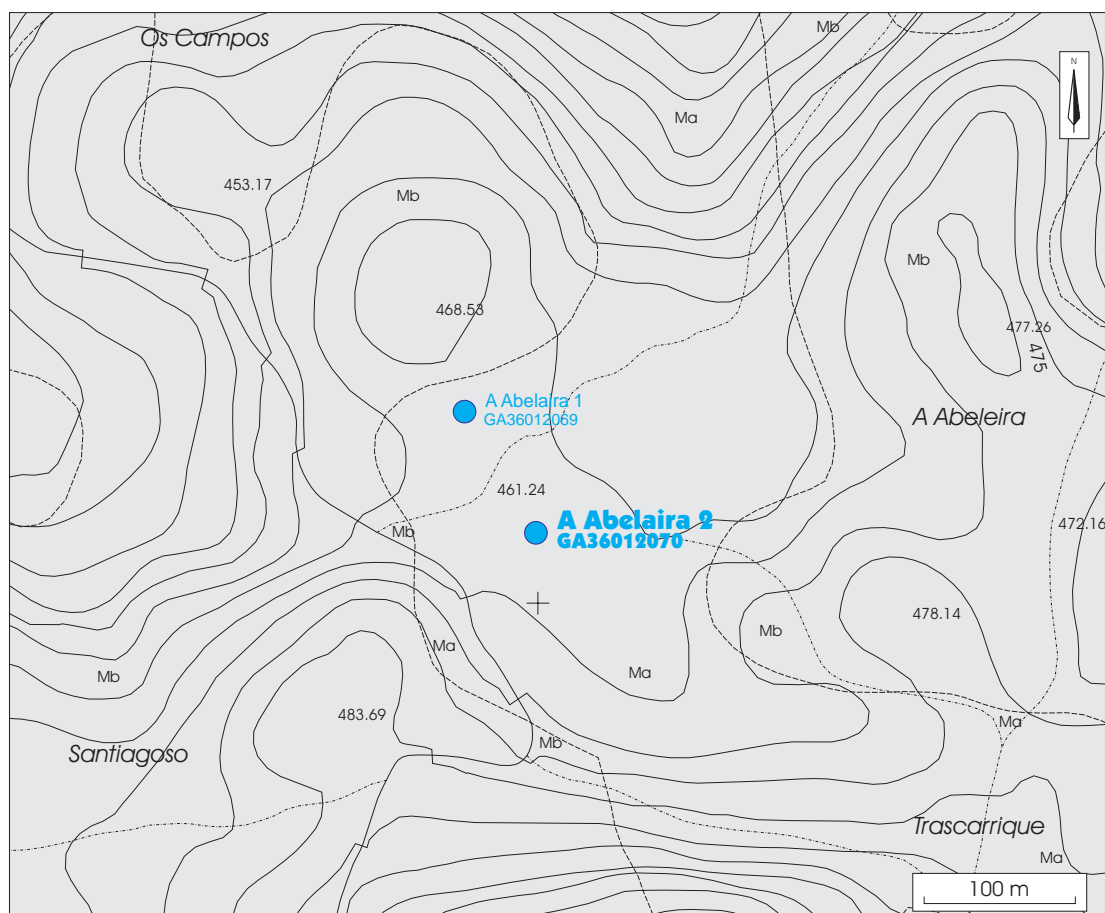 Os Campos
Mb
N
Ma
453.17
Mb
Mb
468.53
477.26
475
A Abelaira 1
GA36012069
A Abeleira
461.24
A Abelaira 2
GA36012070
472.16
Mb
478.14
Mb
Ma
Ma
Mb
483.69
Ma
Mb
Santiagoso
Trascarrique
Ma
100 m